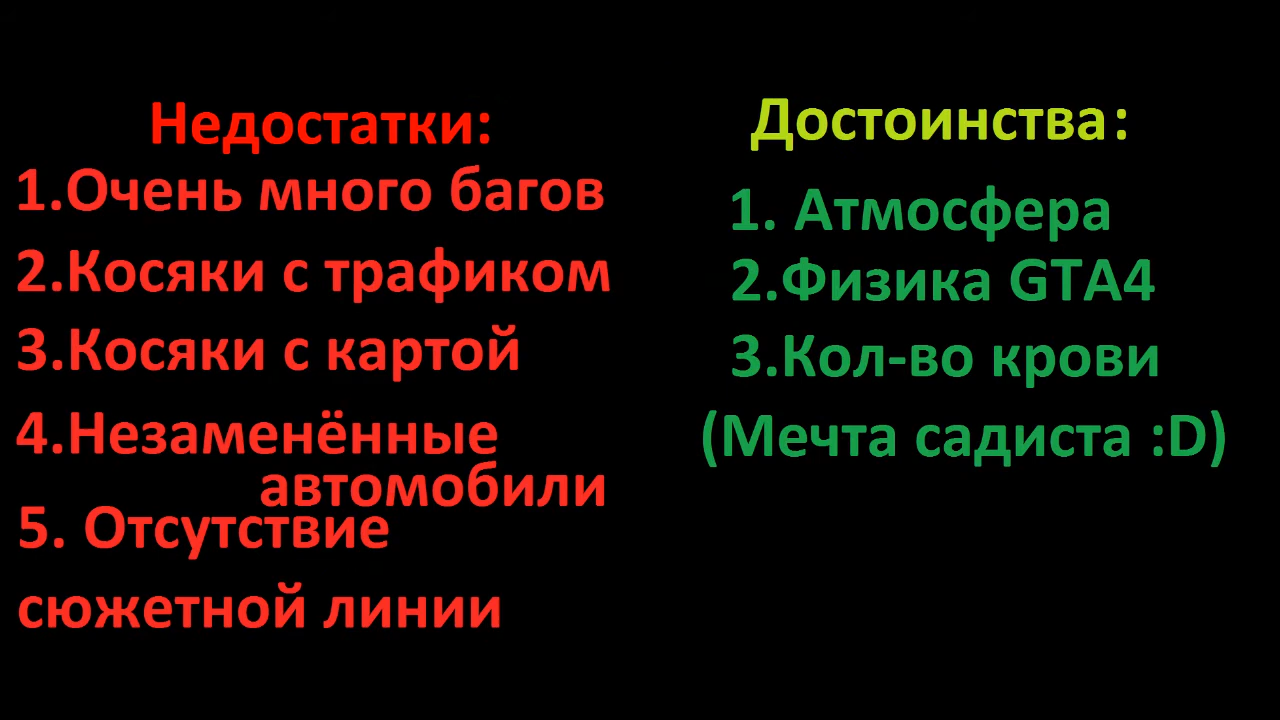 Недостатки:
1.Очень много багов
2.Косяки с трафиком
3.Косяки с картой
4.Незаменённые
автомобили
5. Отсутствие
сюжетной линии
Достоинства:
1. Атмосфера
2.Физика GTA4
3.Кол-во крови
(Мечта садиста :D)